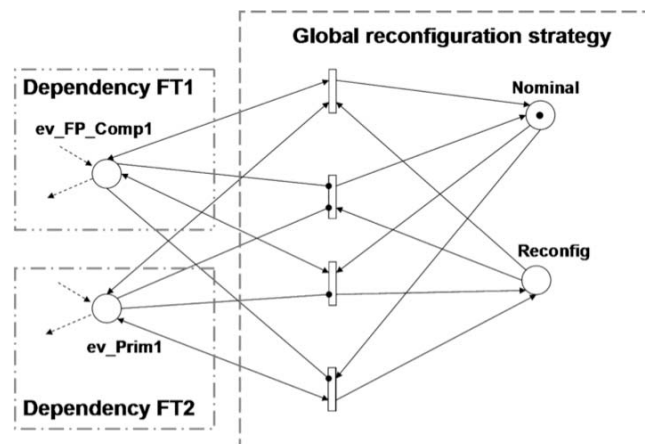 Global reconfiguration strategy
Dependency FT1
Nominal
ev_FP_Comp1
Reconfig
ev_Prim1
Dependency FT2